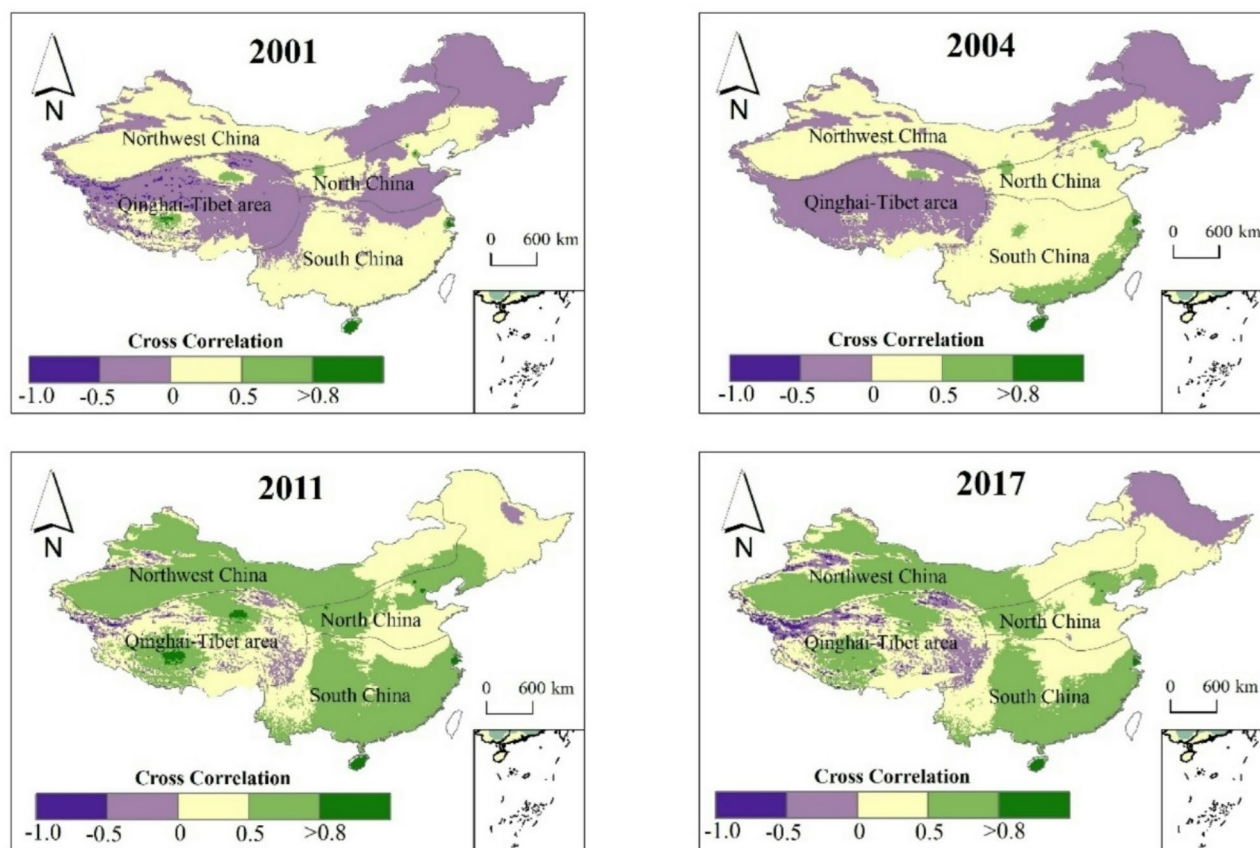 2001
N
Northwest China
North China
Qinghai-Tibet area
South China
0 600 km
Cross Correlation
-1.0 -0.5 0 0.5 >0.8
2004
N
Northwest China
North China
Qinghai-Tibet area
South China
0 600 km
Cross Correlation
-1.0 -0.5 0 0.5 >0.8
2011
N
Northwest China
North China
Qinghai-Tibet area
South China
0 600 km
Cross Correlation
-1.0 -0.5 0 0.5 >0.8
2017
N
Northwest China
North China
Qinghai-Tibet area
South China
0 600 km
Cross Correlation
-1.0 -0.5 0 0.5 >0.8